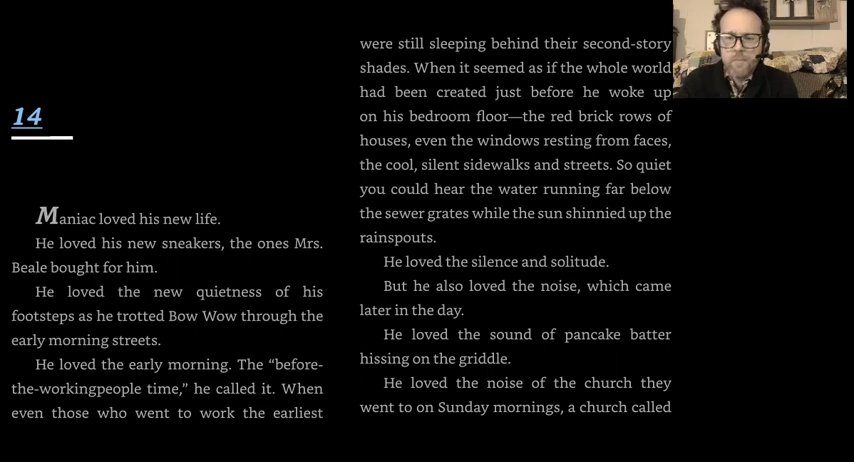 14
Maniac loved his new life.
He loved his new sneakers, the ones Mrs.
Beale bought for him.
He loved the new quietness of his
footsteps as he trotted Bow Wow through the
early morning streets.
He loved the early morning. The “before-
the-workingpeople time,” he called it. When
even those who went to work the earliest
were still sleeping behind their second-story
shades. When it seemed as if the whole world
had been created just before he woke up
on his bedroom floor—the red brick rows of
houses, even the windows resting from faces,
the cool, silent sidewalks and streets. So quiet
you could hear the water running far below
the sewer grates while the sun shinnied up the
rainspouts.
He loved the silence and solitude.
But he also loved the noise, which came
later in the day.
He loved the sound of pancake batter
hissing on the griddle.
He loved the noise of the church they
went to on Sunday mornings, a church called